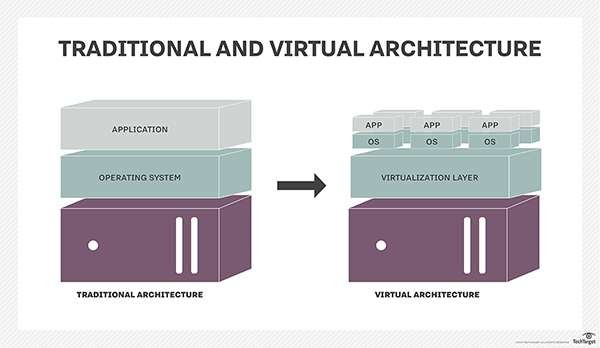 TRADITIONAL AND VIRTUAL ARCHITECTURE
APPLICATION
OPERATING SYSTEM
TRADITIONAL ARCHITECTURE
APP APP APP
OS OS OS
VIRTUALIZATION LAYER
VIRTUAL ARCHITECTURE
TechTarget